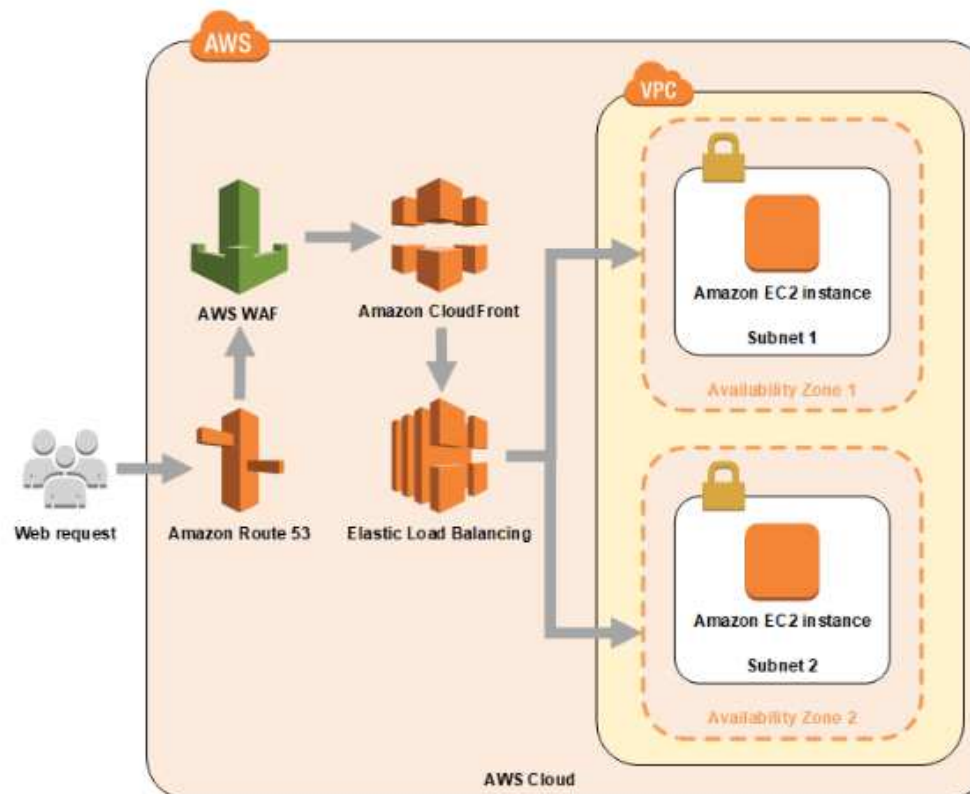 AWS
VPC
Amazon EC2 instance
Subnet 1
Availability Zone 1
AWS WAF
Amazon CloudFront
Web request
Amazon Route 53
Elastic Load Balancing
Amazon EC2 instance
Subnet 2
Availability Zone 2
AWS Cloud